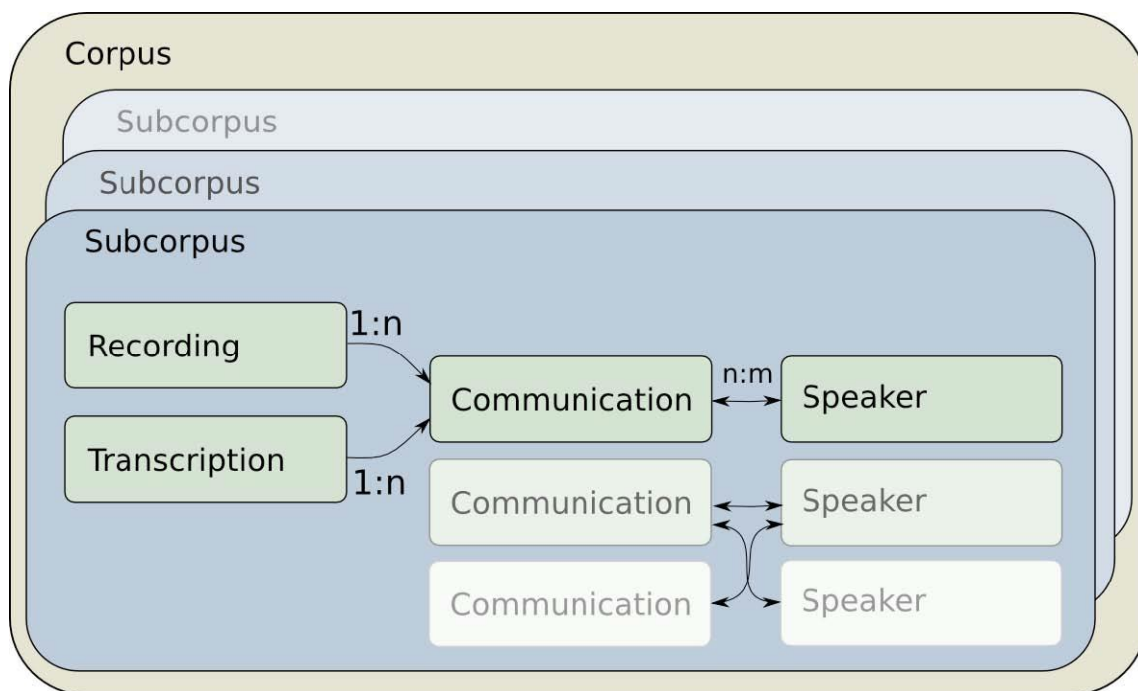 Corpus
Subcorpus
Subcorpus
Subcorpus
Recording
1:n
Communication
n:m
Speaker
Transcription
1:n
Communication
Speaker
Communication
Speaker